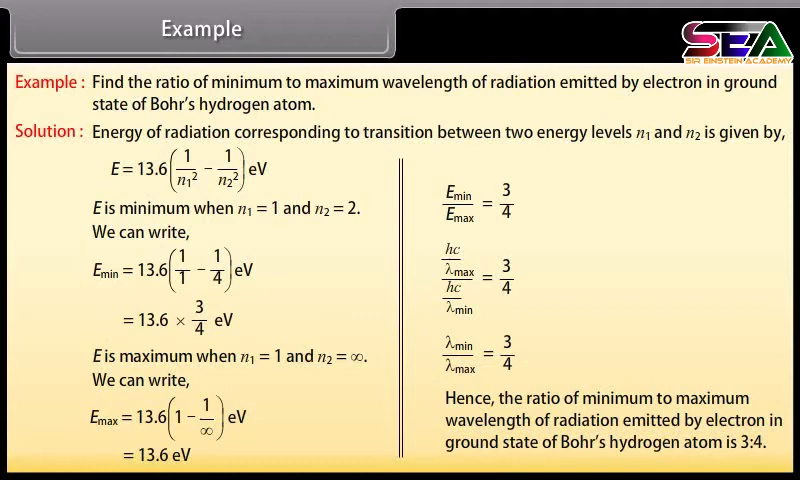 Example
SEA
SIR EINSTEIN ACADEMY
Example : Find the ratio of minimum to maximum wavelength of radiation emitted by electron in ground
state of Bohr's hydrogen atom.
Solution : Energy of radiation corresponding to transition between two energy levels n₁ and n₂ is given by,
E = 13.6(1/n₁² − 1/n₂²) eV
E is minimum when n₁ = 1 and n₂ = 2.
We can write,
Emin = 13.6(1/1 − 1/4) eV
= 13.6 × 3/4 eV
E is maximum when n₁ = 1 and n₂ = ∞.
We can write,
Emax = 13.6(1 − 1/∞) eV
= 13.6 eV
Emin/Emax = 3/4
(hc/λmax)/(hc/λmin) = 3/4
λmin/λmax = 3/4
Hence, the ratio of minimum to maximum
wavelength of radiation emitted by electron in
ground state of Bohr's hydrogen atom is 3:4.